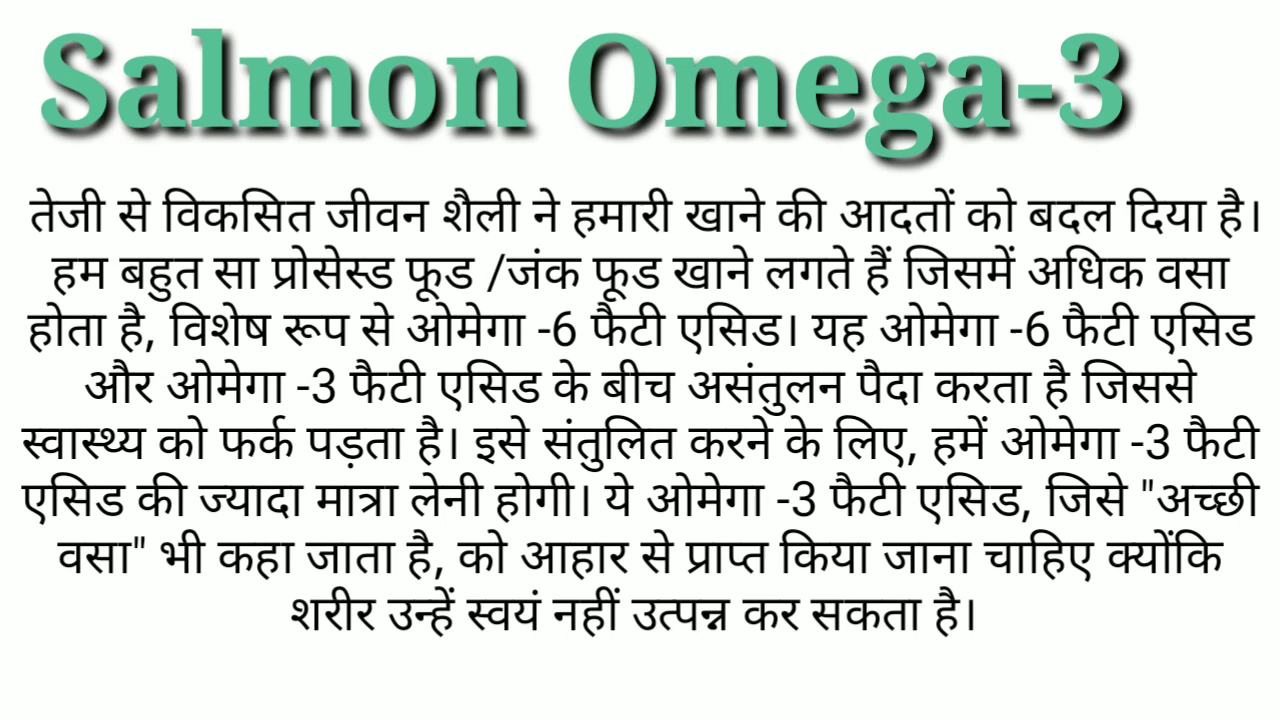 Salmon Omega-3
तेजी से विकसित जीवन शैली ने हमारी खाने की आदतों को बदल दिया है।
हम बहुत सा प्रोसेस्ड फूड /जंक फूड खाने लगते हैं जिसमें अधिक वसा
होता है, विशेष रूप से ओमेगा -6 फैटी एसिड। यह ओमेगा -6 फैटी एसिड
और ओमेगा -3 फैटी एसिड के बीच असंतुलन पैदा करता है जिससे
स्वास्थ्य को फर्क पड़ता है। इसे संतुलित करने के लिए, हमें ओमेगा -3 फैटी
एसिड की ज्यादा मात्रा लेनी होगी। ये ओमेगा -3 फैटी एसिड, जिसे "अच्छी
वसा" भी कहा जाता है, को आहार से प्राप्त किया जाना चाहिए क्योंकि
शरीर उन्हें स्वयं नहीं उत्पन्न कर सकता है।